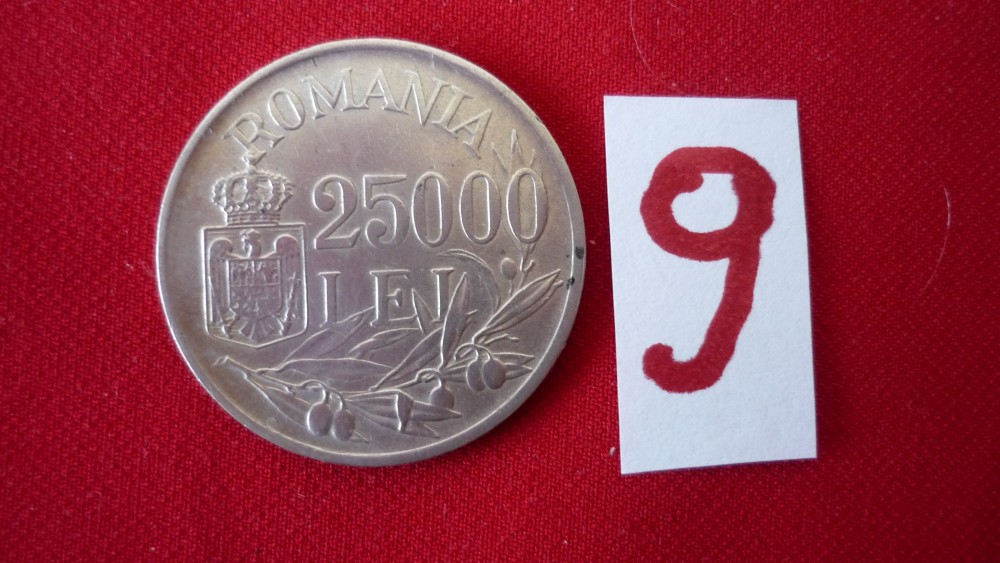 ROMANIA
25000
LEI
9